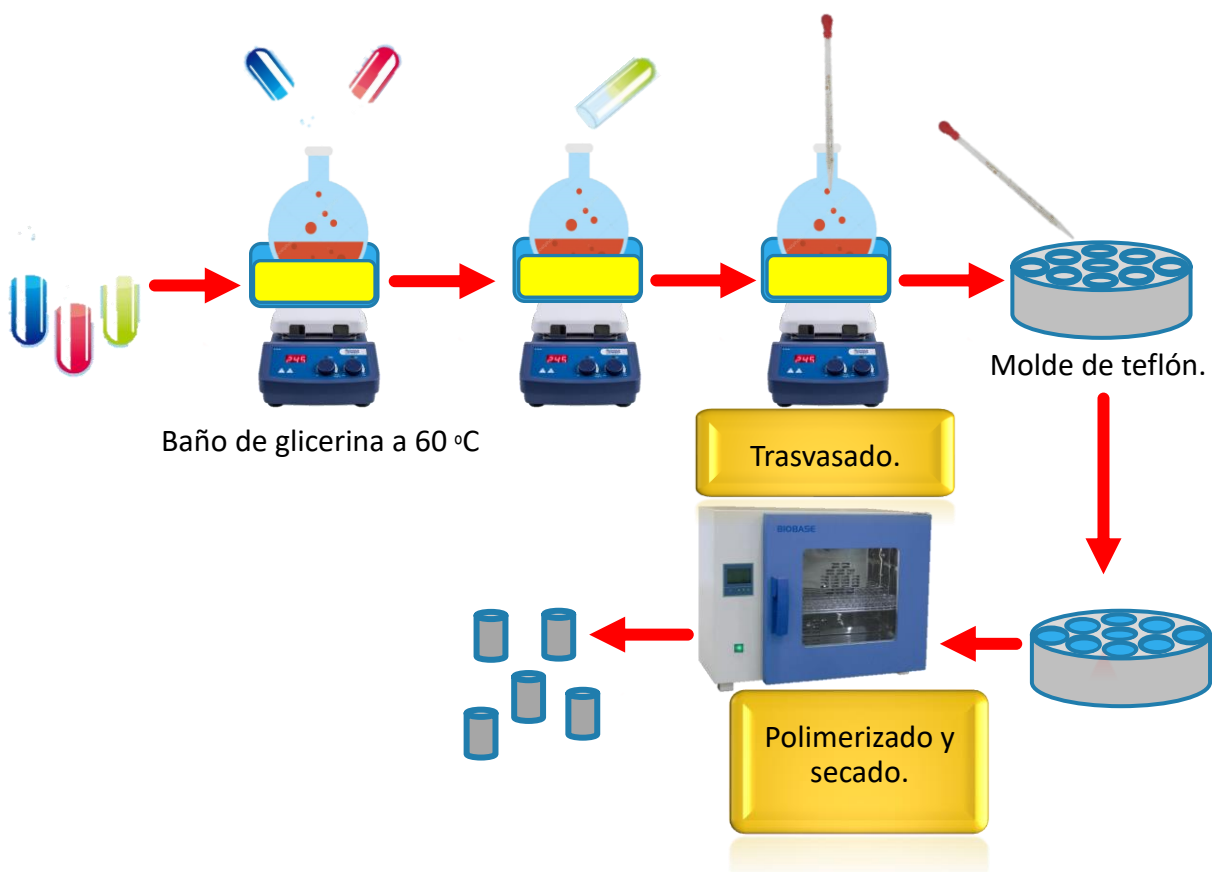 Molde de teflón.
Baño de glicerina a 60 ºC
Trasvasado.
BIOBASE
Polimerizado y
secado.